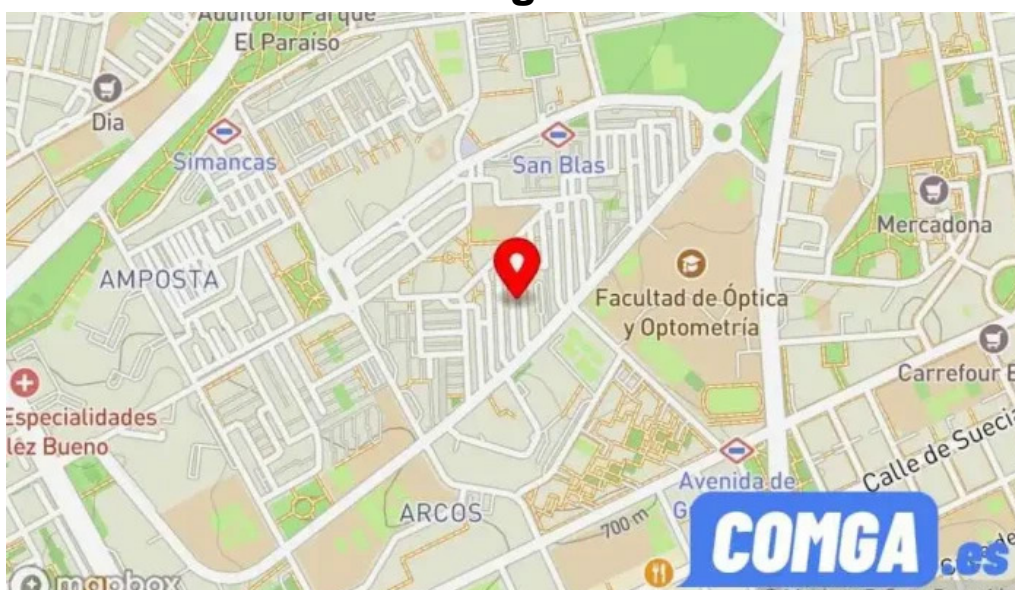 Auditorio Parque
El Paraíso
Dia
Simancas
San Blas
Mercadona
AMPOSTA
Facultad de Óptica
y Optometría
Carrefour E
Especialidades
lez Bueno
Calle de Suecia
Avenida de
G
ARCOS
700 m
COMGA.es
mapbox